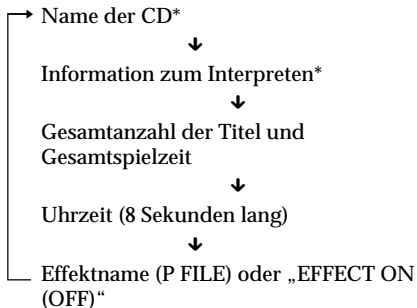 Name der CD*
Information zum Interpreten*
Gesamtanzahl der Titel und
Gesamtspielzeit
Uhrzeit (8 Sekunden lang)
Effektname (P FILE) oder „EFFECT ON
(OFF)“